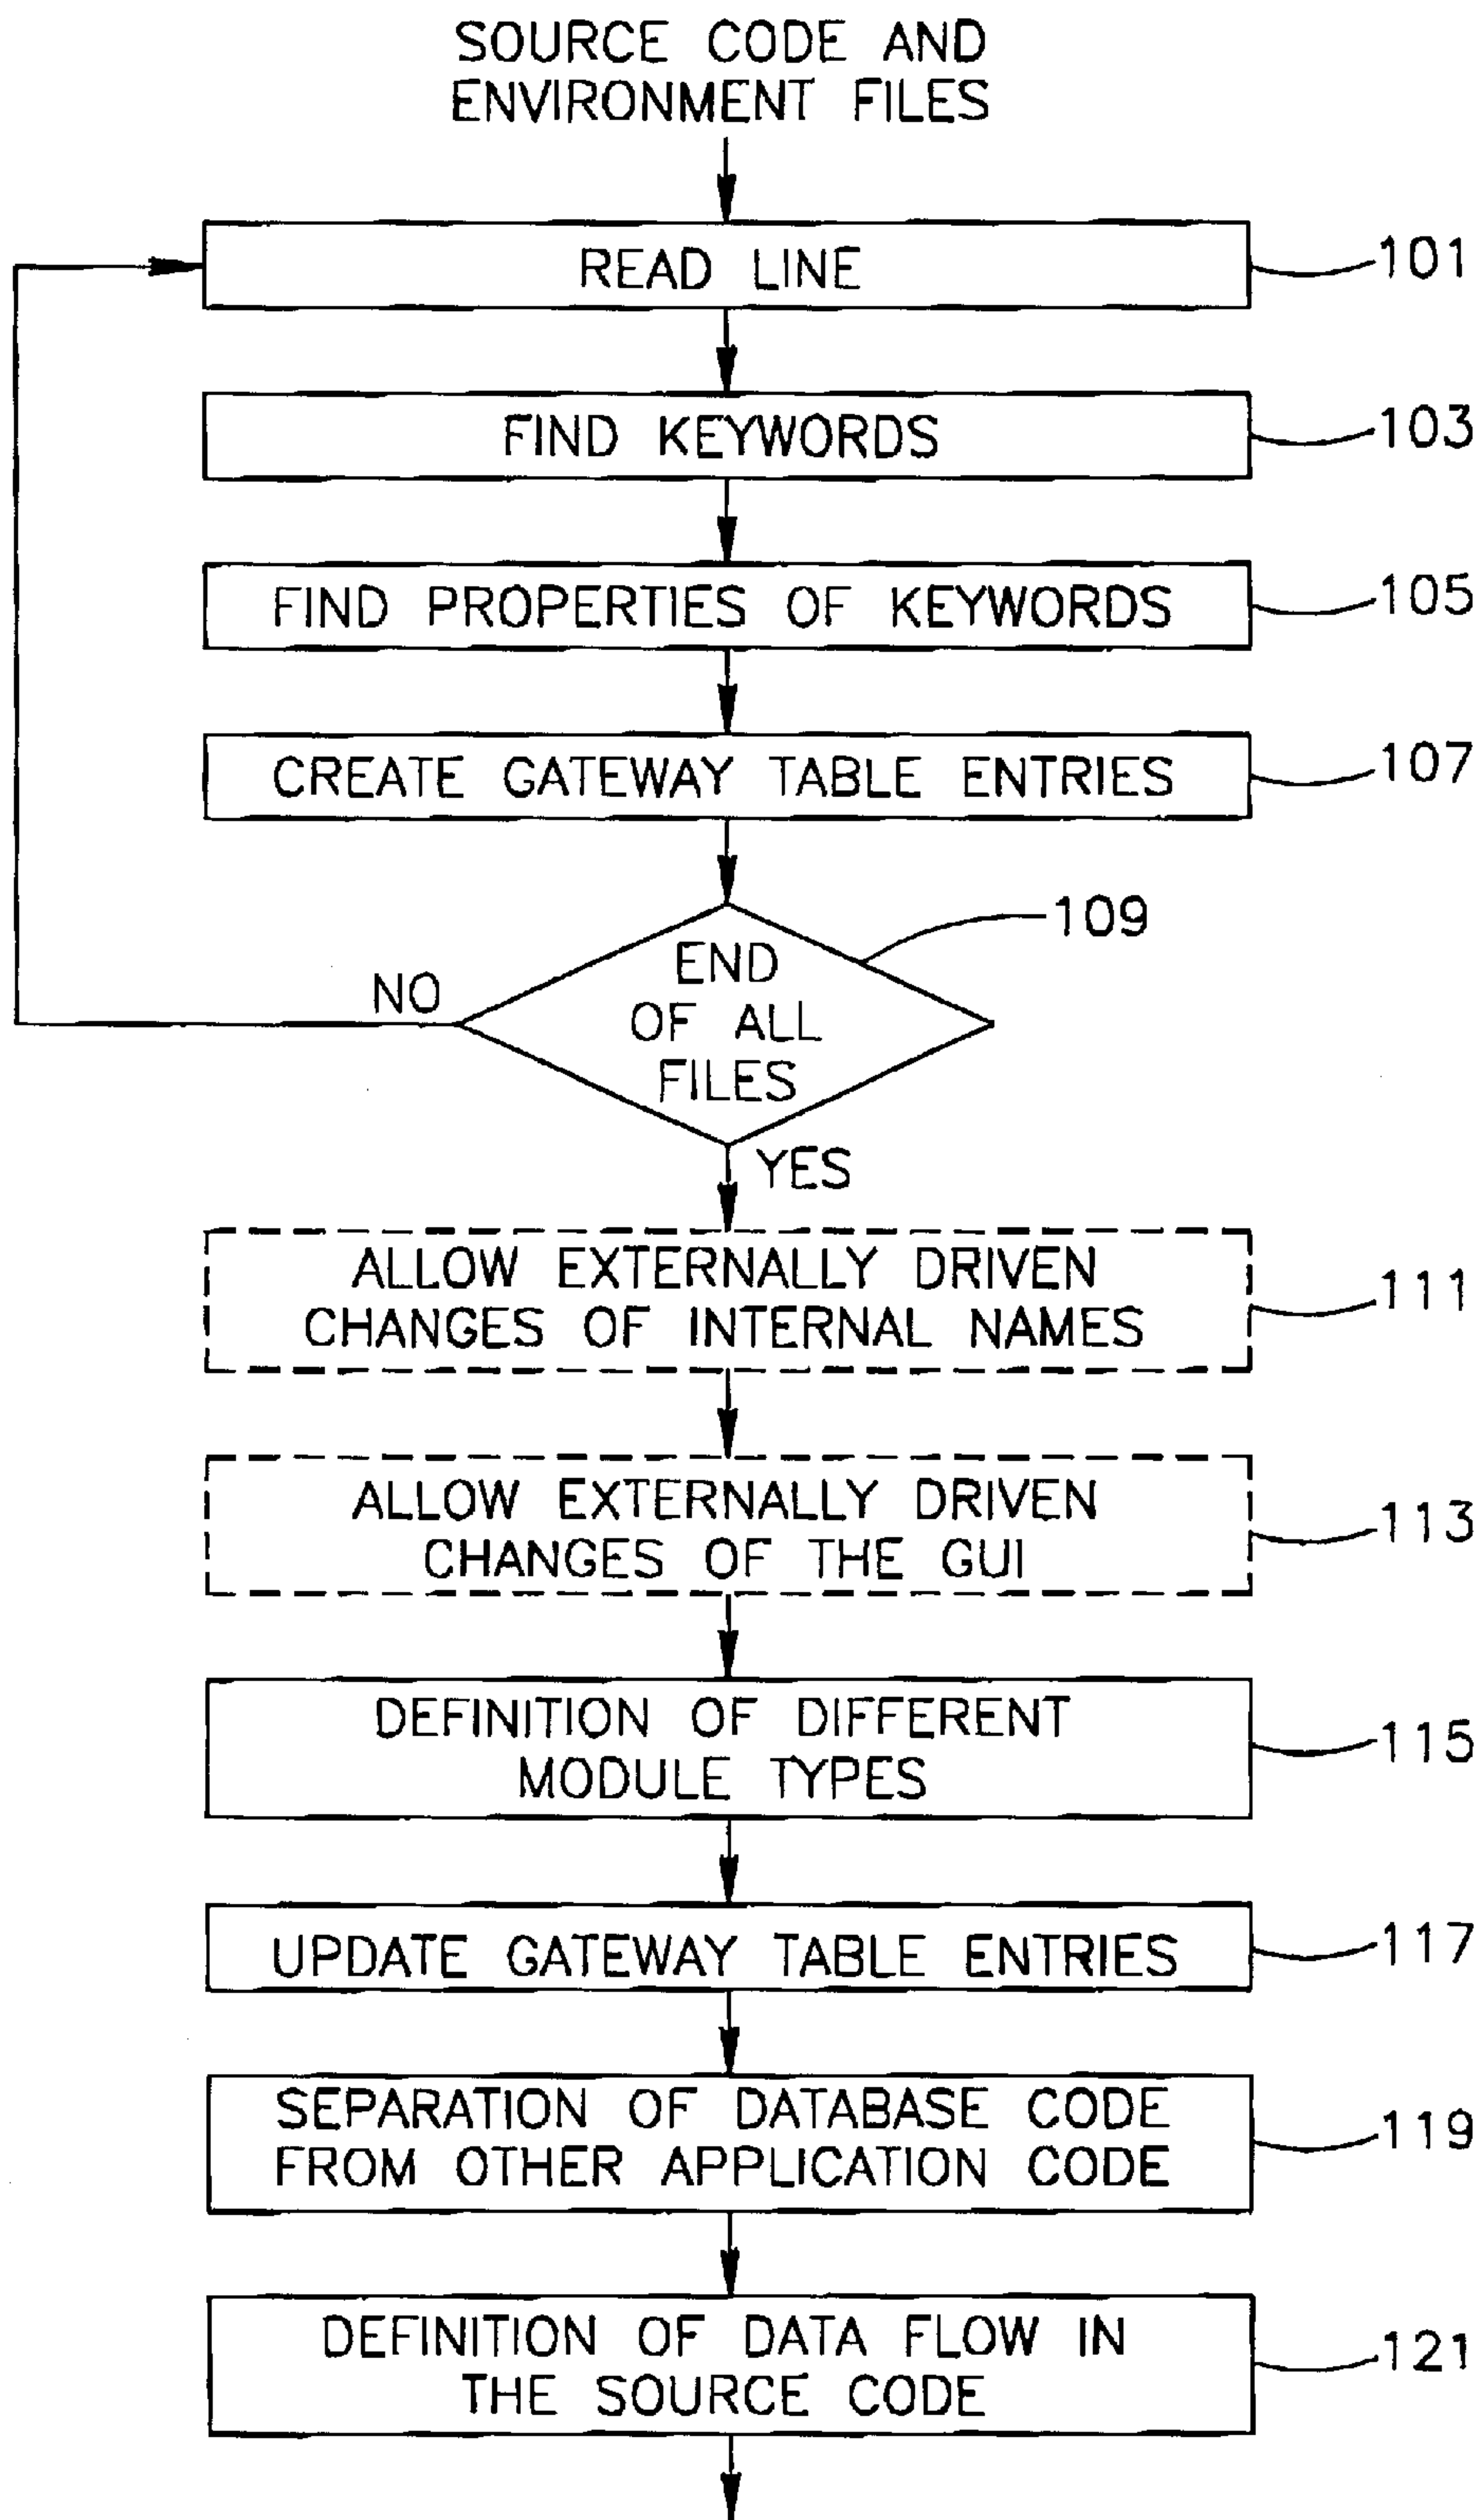 SOURCE CODE AND
ENVIRONMENT FILES
READ LINE
101
FIND KEYWORDS
103
FIND PROPERTIES OF KEYWORDS
105
CREATE GATEWAY TABLE ENTRIES
107
109
END
OF ALL
FILES
NO
YES
ALLOW EXTERNALLY DRIVEN
CHANGES OF INTERNAL NAMES
111
ALLOW EXTERNALLY DRIVEN
CHANGES OF THE GUI
113
DEFINITION OF DIFFERENT
MODULE TYPES
115
UPDATE GATEWAY TABLE ENTRIES
117
SEPARATION OF DATABASE CODE
FROM OTHER APPLICATION CODE
119
DEFINITION OF DATA FLOW IN
THE SOURCE CODE
121